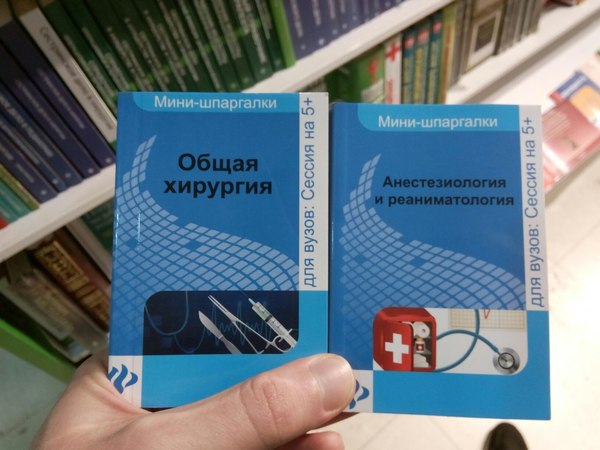 Мини-шпаргалки
Общая
хирургия
для вузов: Сессия на 5+
Мини-шпаргалки
Анестезиология
и реаниматология
для вузов: Сессия на 5+